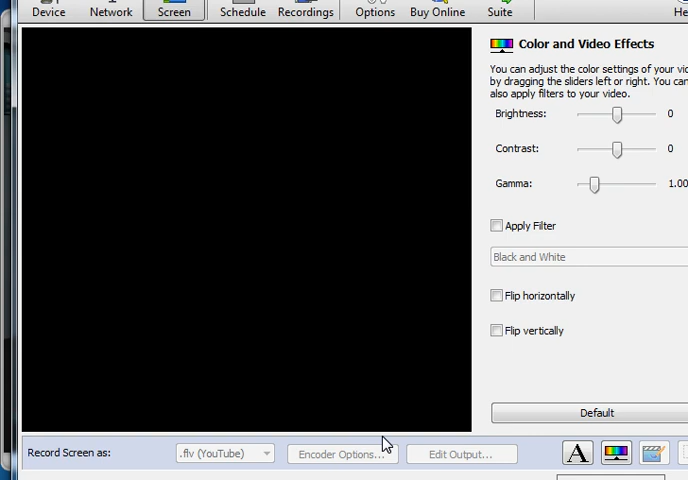 Device Network Screen Schedule Recordings Options Buy Online Suite
Color and Video Effects
You can adjust the color settings of your
by dragging the sliders left or right. You can
also apply filters to your video.
Brightness: 0
Contrast: 0
Gamma: 1.00
Apply Filter
Black and White
Flip horizontally
Flip vertically
Default
Record Screen as: .flv (YouTube) Encoder Options... Edit Output... A